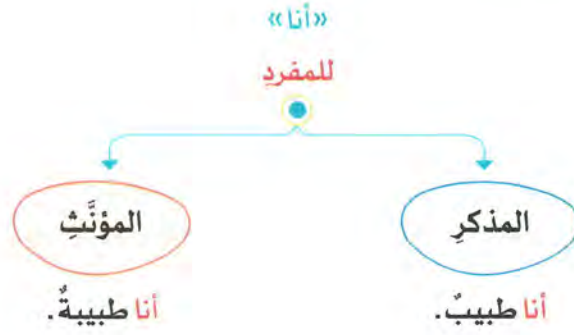 «أنا»
للمفردِ
المذكرِ
المؤنَّثِ
أنا طبيبٌ.
أنا طبيبةٌ.